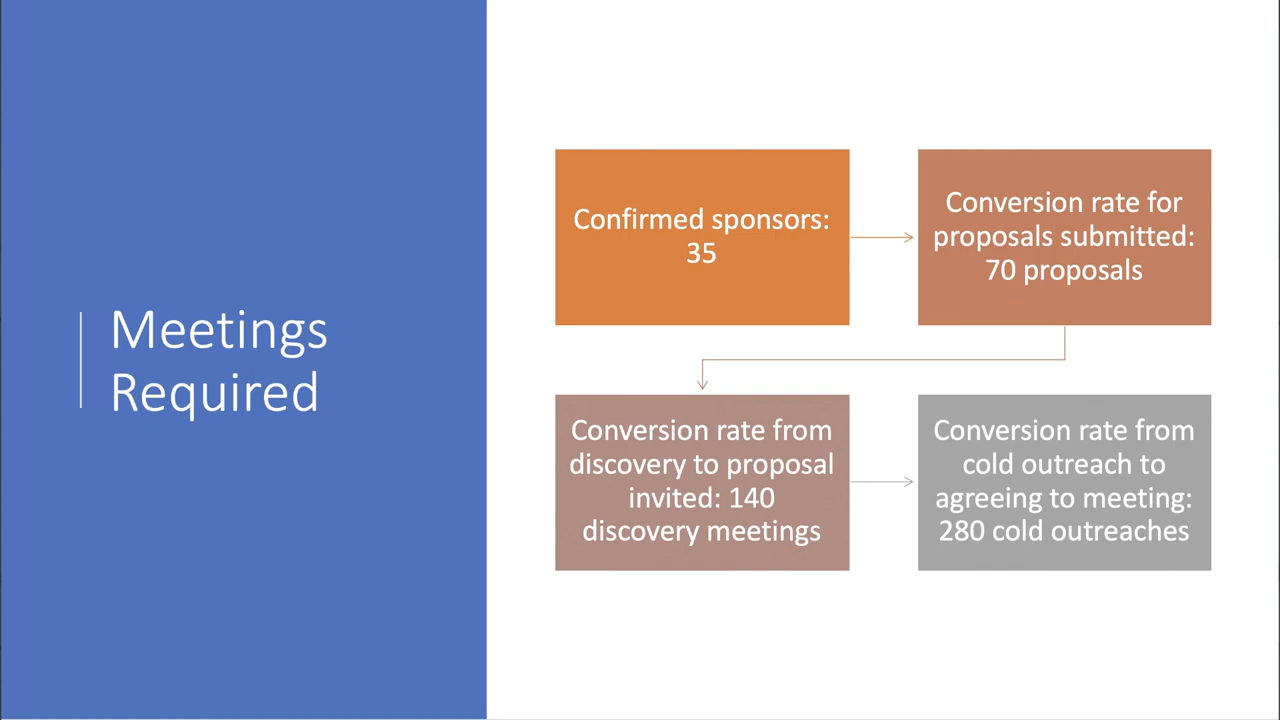 Meetings
Required
Confirmed sponsors:
35
Conversion rate for
proposals submitted:
70 proposals
Conversion rate from
discovery to proposal
invited: 140
discovery meetings
Conversion rate from
cold outreach to
agreeing to meeting:
280 cold outreaches